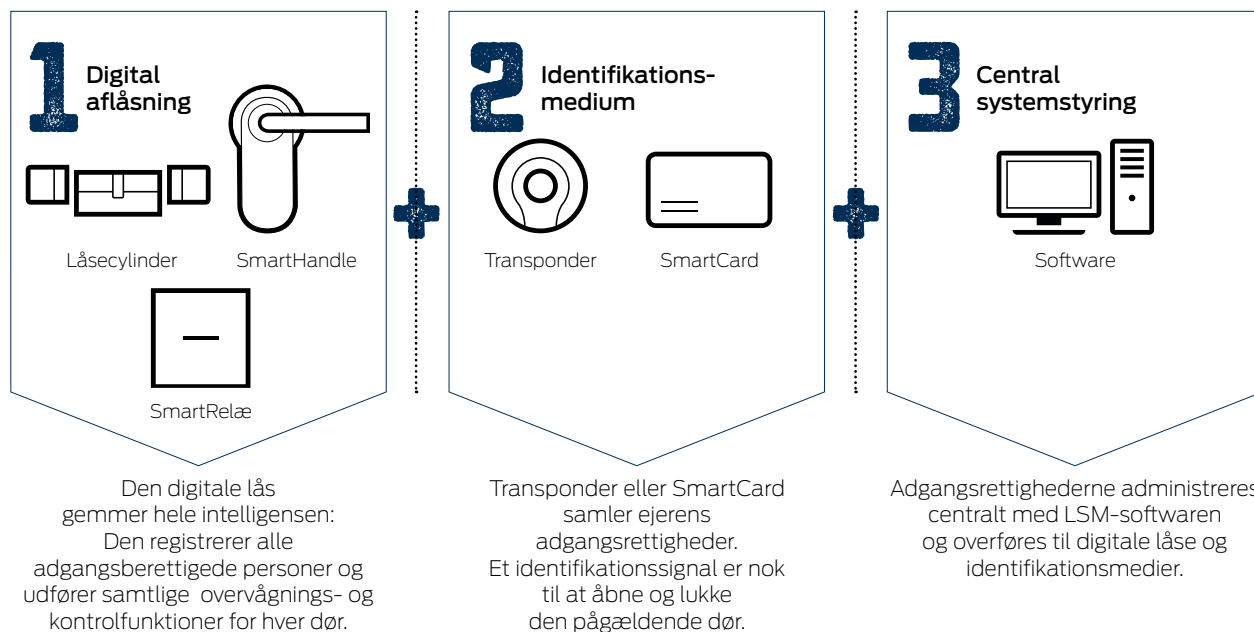 1
Digital
aflåsning
Låsecylinder
SmartHandle
SmartRelæ
Den digitale lås
gemmer hele intelligensen:
Den registrerer alle
adgangsberettigede personer og
udfører samtlige overvågnings- og
kontrolfunktioner for hver dør.
+
2
Identifikations-
medium
Transponder
SmartCard
Transponder eller SmartCard
samler ejerens
adgangsrettigheder.
Et identifikationssignal er nok
til at åbne og lukke
den pågældende dør.
+
3
Central
systemstyring
Software
Adgangsrettighederne administreres
centralt med LSM-softwaren
og overføres til digitale låse og
identifikationsmedier.